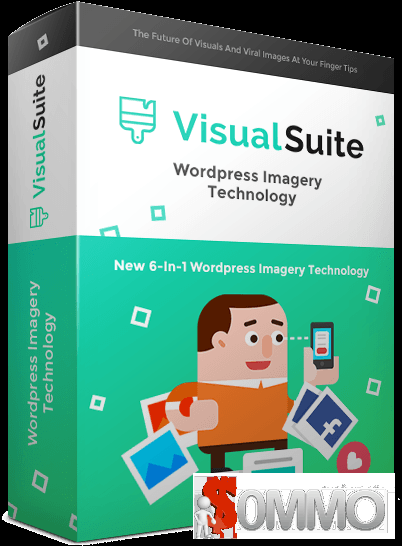 The Future Of Visuals And Viral Images At Your Finger Tips
VisualSuite
Wordpress Imagery
Technology
New 6-In-1 Wordpress Imagery Technology
VisualSuite
Wordpress Imagery
Technology
f
$OMMO